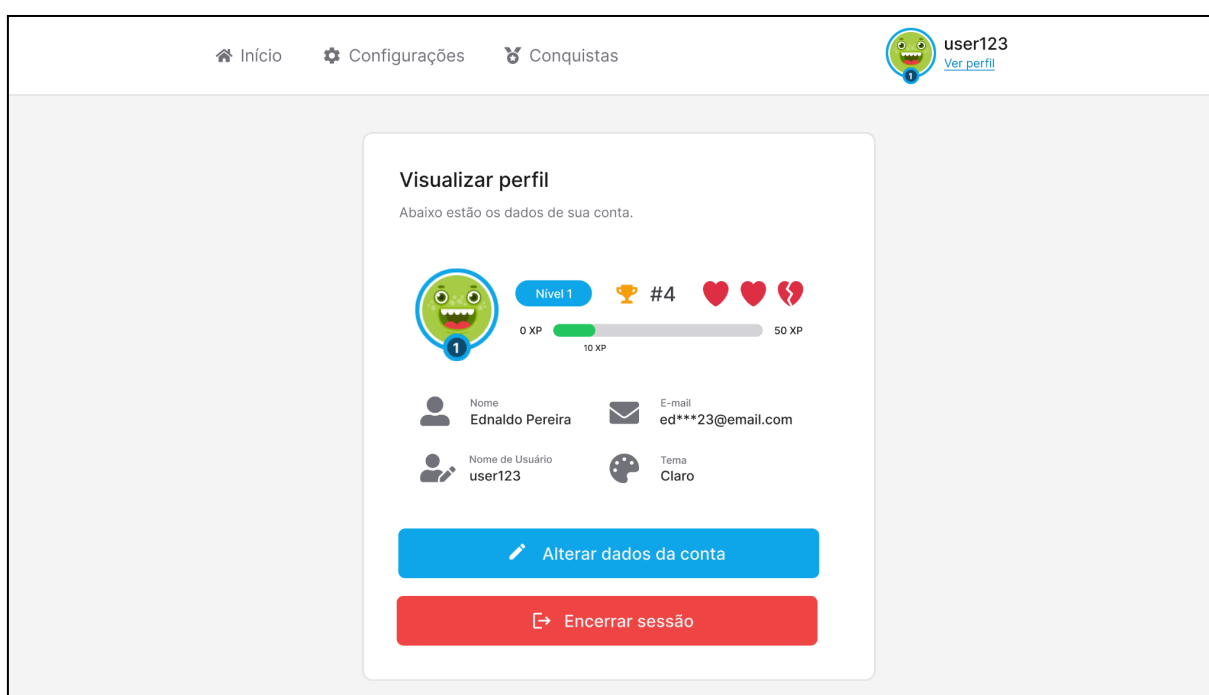 Início Configurações Conquistas user123
Ver perfil
1
Visualizar perfil
Abaixo estão os dados de sua conta.
Nível 1 #4
0 XP 50 XP
10 XP
1
Nome E-mail
Ednaldo Pereira ed***23@email.com
Nome de Usuário Tema
user123 Claro
Alterar dados da conta
Encerrar sessão